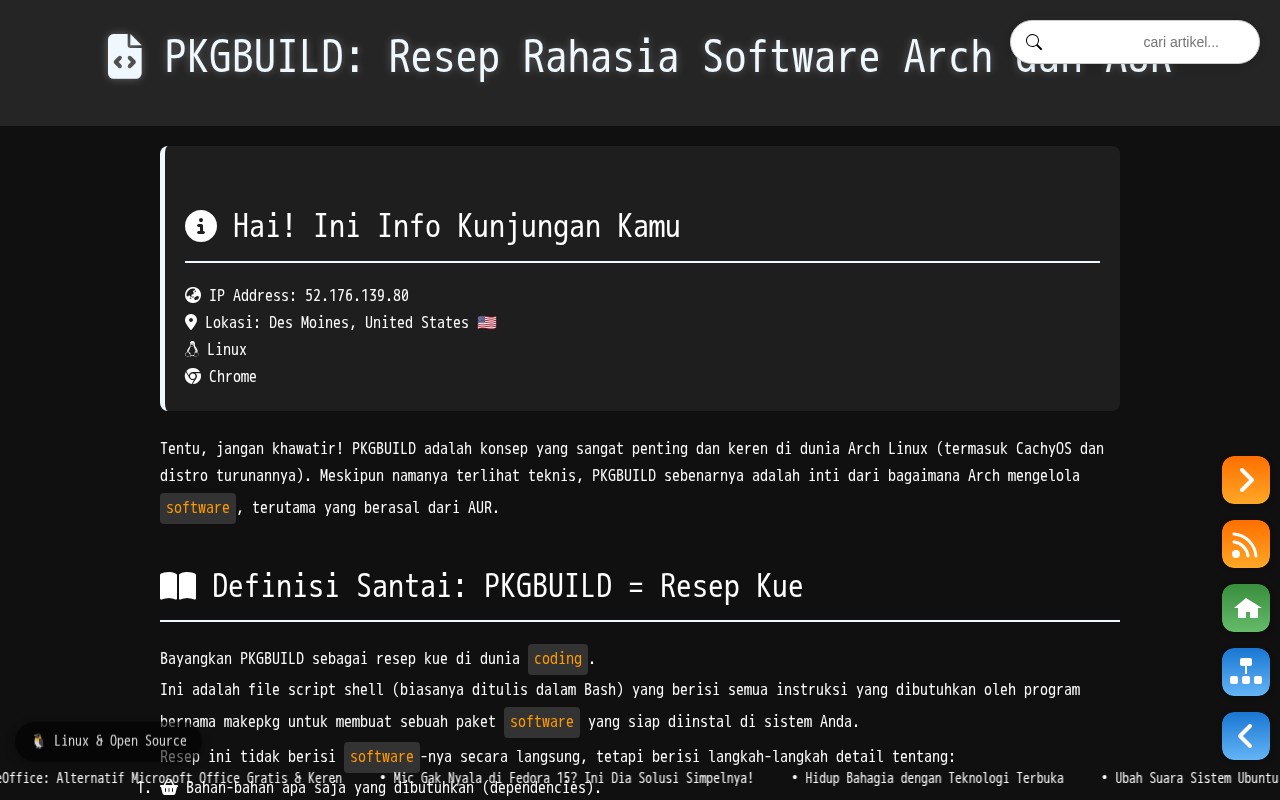 PKGBUILD: Resep Rahasia Software Arch dan AUR
cari artikel...
Hai! Ini Info Kunjungan Kamu
IP Address: 52.176.139.80
Lokasi: Des Moines, United States 🇺🇸
Linux
Chrome
Tentu, jangan khawatir! PKGBUILD adalah konsep yang sangat penting dan keren di dunia Arch Linux (termasuk CachyOS dan
distro turunannya). Meskipun namanya terlihat teknis, PKGBUILD sebenarnya adalah inti dari bagaimana Arch mengelola
software, terutama yang berasal dari AUR.
Definisi Santai: PKGBUILD = Resep Kue
Bayangkan PKGBUILD sebagai resep kue di dunia coding.
Ini adalah file script shell (biasanya ditulis dalam Bash) yang berisi semua instruksi yang dibutuhkan oleh program
bernama makepkg untuk membuat sebuah paket software yang siap diinstal di sistem Anda.
🐧 Linux & Open Source
Resep ini tidak berisi software-nya secara langsung, tetapi berisi langkah-langkah detail tentang:
eOffice: Alternatif Microsoft Office Gratis & Keren • Mic Gak Nyala di Fedora 15? Ini Dia Solusi Simpelnya! • Hidup Bahagia dengan Teknologi Terbuka • Ubah Suara Sistem Ubuntu
1. Bahan-bahan apa saja yang dibutuhkan (dependencies).